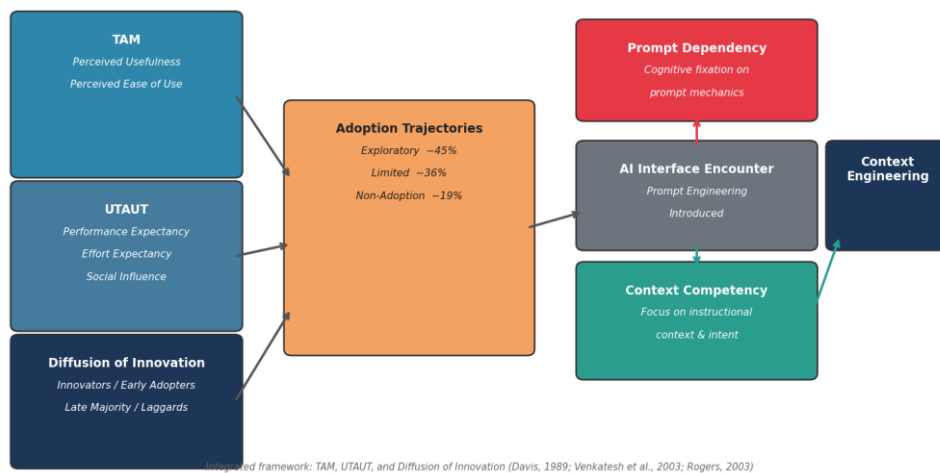 TAM
Perceived Usefulness
Perceived Ease of Use
UTAUT
Performance Expectancy
Effort Expectancy
Social Influence
Diffusion of Innovation
Innovators / Early Adopters
Late Majority / Laggards
Adoption Trajectories
Exploratory ~45%
Limited ~36%
Non-Adoption ~19%
Prompt Dependency
Cognitive fixation on
prompt mechanics
AI Interface Encounter
Prompt Engineering
Introduced
Context Competency
Focus on instructional
context & intent
Context
Engineering
Integrated framework: TAM, UTAUT, and Diffusion of Innovation (Davis, 1989; Venkatesh et al., 2003; Rogers, 2003)